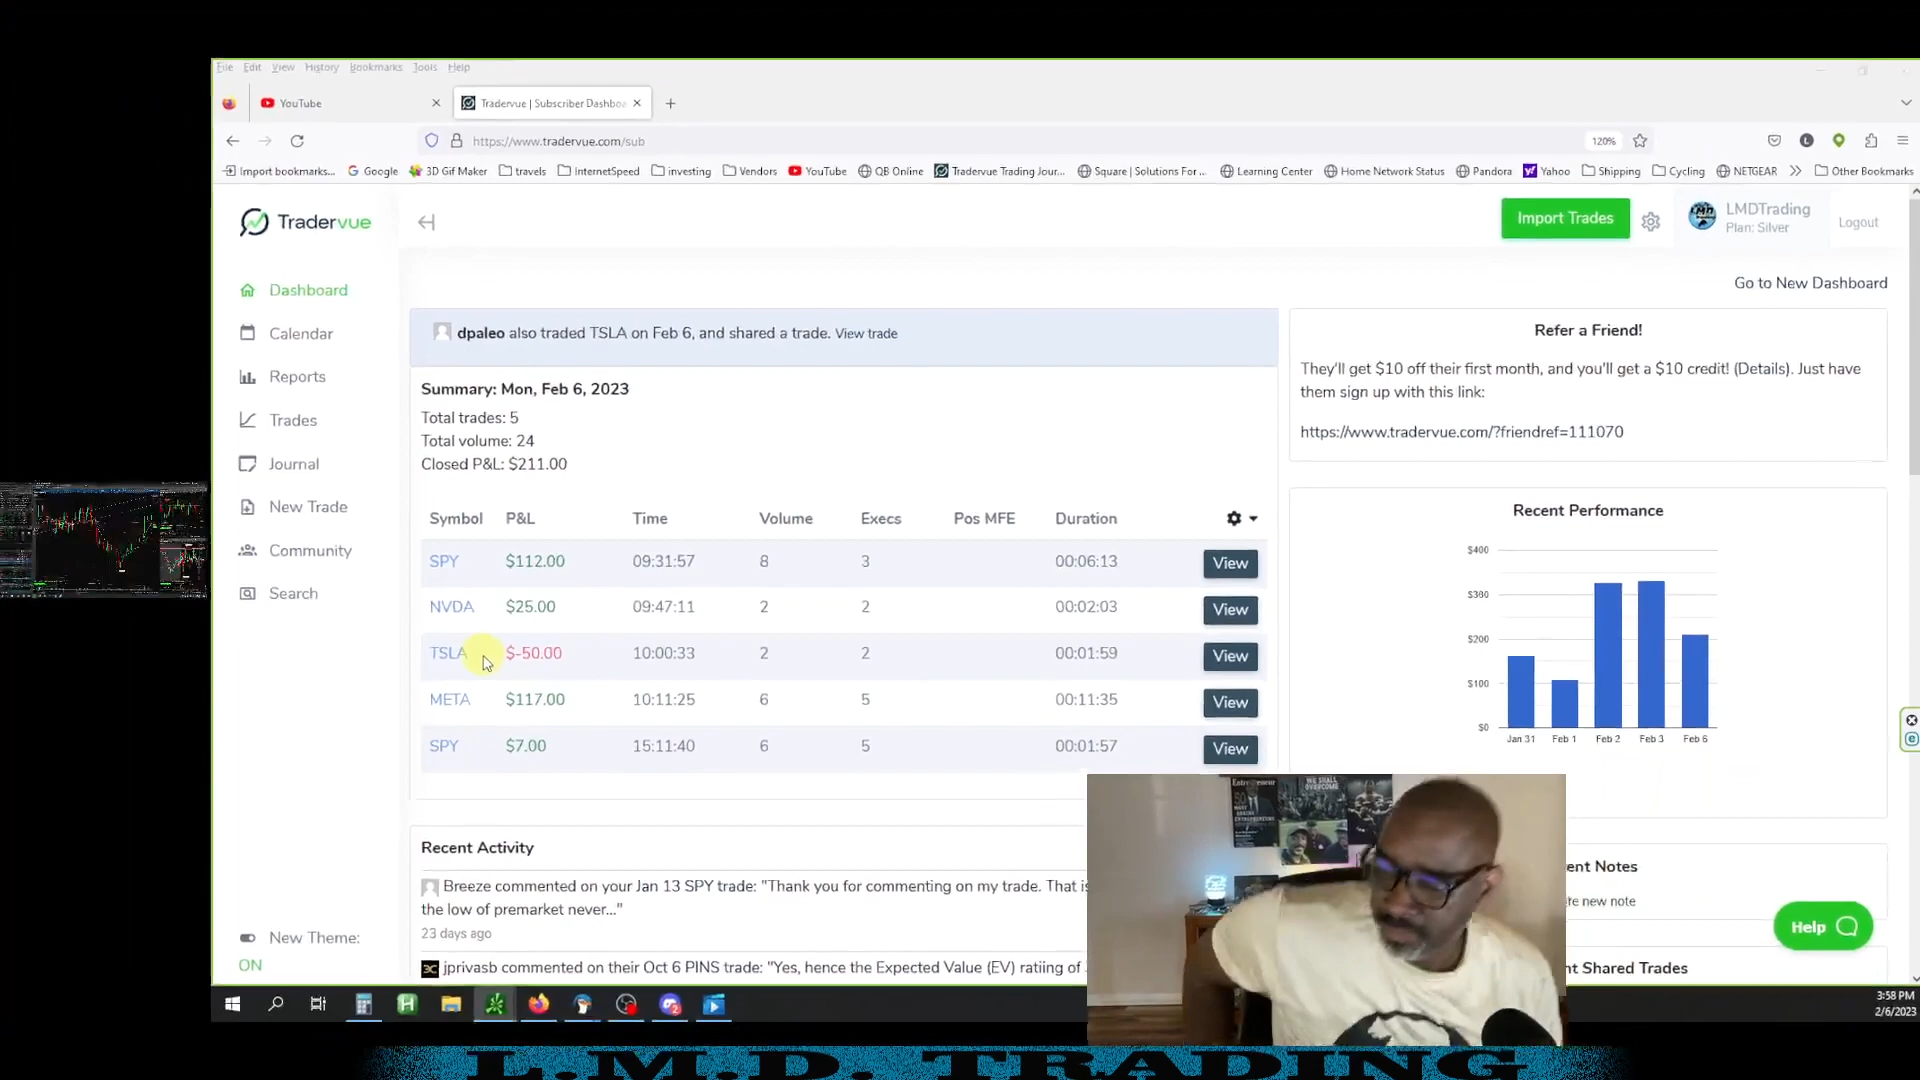 File Edit View History Bookmarks Tools Help
YouTube
Tradervue | Subscriber Dashboa
https://www.tradervue.com/sub
120%
Import bookmarks... Google 3D Gif Maker travels InternetSpeed investing Vendors YouTube QB Online Tradervue Trading Jour... Square | Solutions For ... Learning Center Home Network Status Pandora Yahoo Shipping Cycling NETGEAR Other Bookmarks
Tradervue
Import Trades
LMDTrading
Plan: Silver
Logout
Dashboard
Calendar
Reports
Trades
Journal
New Trade
Community
Search
New Theme:
ON
Go to New Dashboard
dpaleo also traded TSLA on Feb 6, and shared a trade. View trade
Summary: Mon, Feb 6, 2023
Total trades: 5
Total volume: 24
Closed P&L: $211.00
Symbol P&L Time Volume Execs Pos MFE Duration
SPY $112.00 09:31:57 8 3 00:06:13 View
NVDA $25.00 09:47:11 2 2 00:02:03 View
TSLA $-50.00 10:00:33 2 2 00:01:59 View
META $117.00 10:11:25 6 5 00:11:35 View
SPY $7.00 15:11:40 6 5 00:01:57 View
Recent Activity
Breeze commented on your Jan 13 SPY trade: "Thank you for commenting on my trade. That is
the low of premarket never..."
23 days ago
jprivasb commented on their Oct 6 PINS trade: "Yes, hence the Expected Value (EV) ratiing of
Refer a Friend!
They'll get $10 off their first month, and you'll get a $10 credit! (Details). Just have
them sign up with this link:
https://www.tradervue.com/?friendref=111070
Recent Performance
$400
$300
$200
$100
$0
Jan 31 Feb 1 Feb 2 Feb 3 Feb 6
ent Notes
te new note
nt Shared Trades
Help
Entrepreneur
50
WE SHALL
OVERCOME
3:58 PM
2/6/2023
L.M.D. TRADING